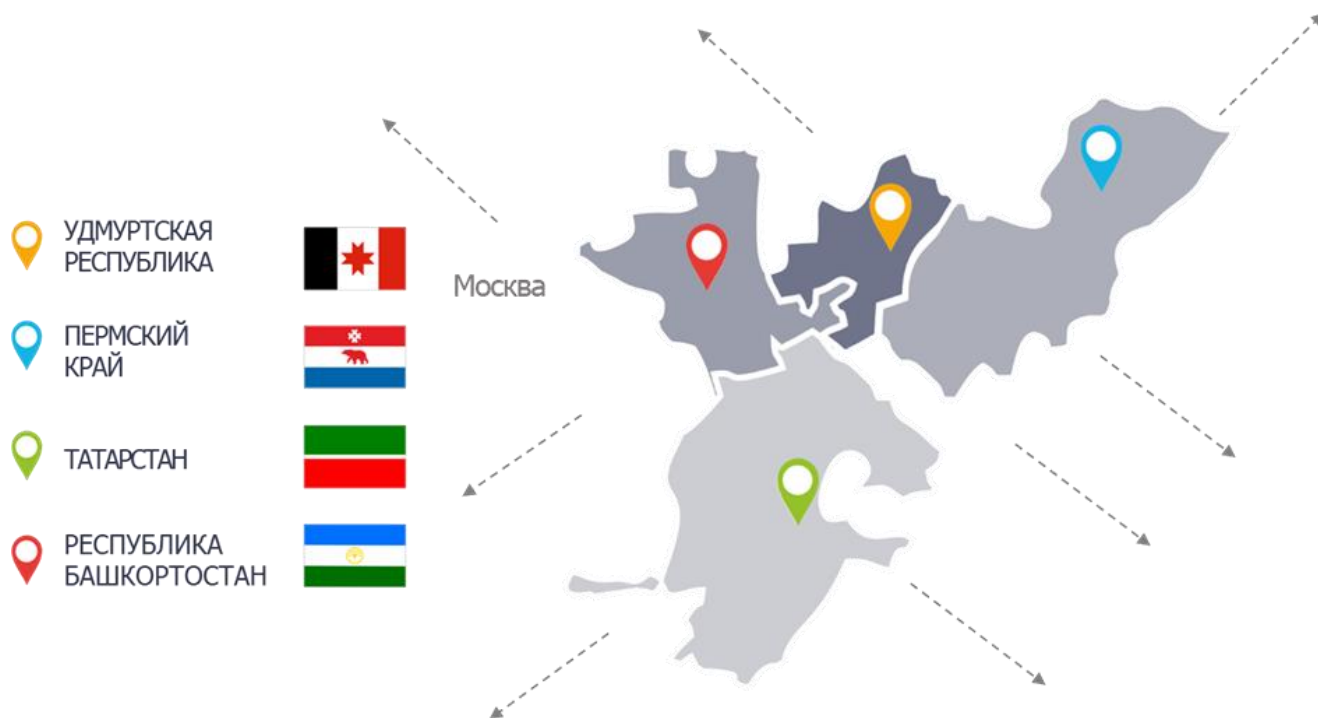 УДМУРТСКАЯ
РЕСПУБЛИКА
ПЕРМСКИЙ
КРАЙ
ТАТАРСТАН
РЕСПУБЛИКА
БАШКОРТОСТАН
Москва